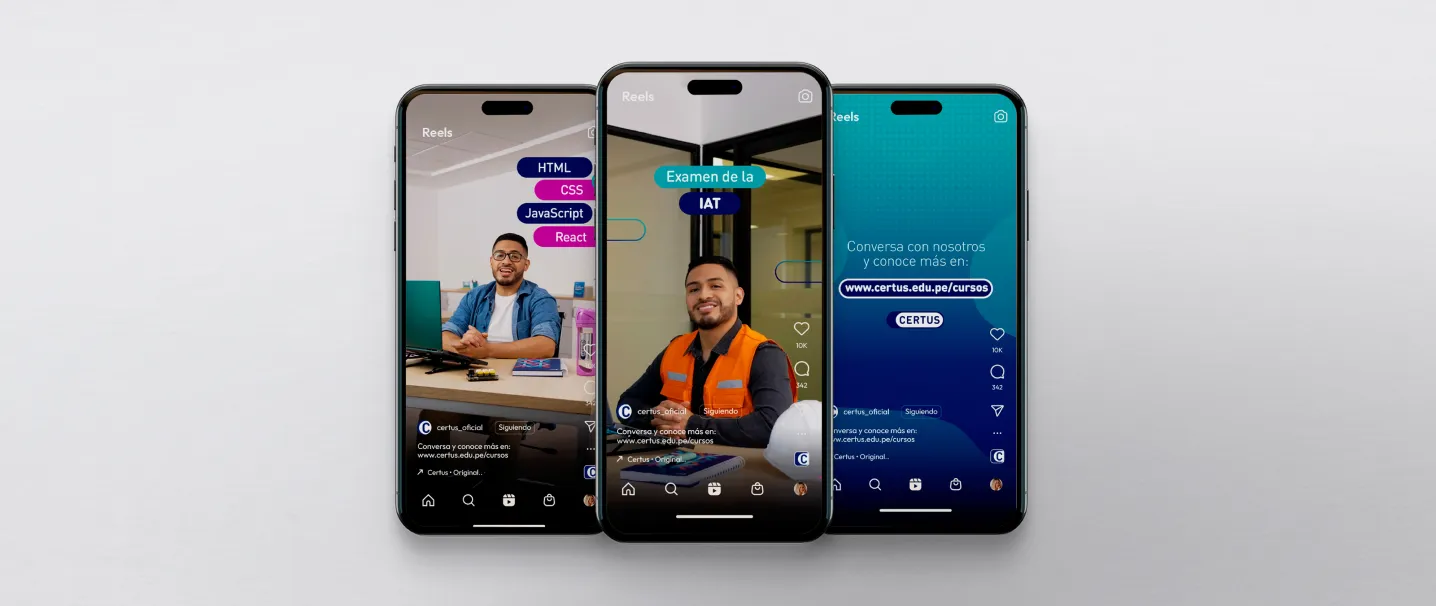 Reels
HTML
CSS
JavaScript
React
certus_oficial
Siguiendo
Conversa y conoce más en:
www.certus.edu.pe/cursos
Certus • Original..
Reels
Examen de la
IAT
10K
342
certus_oficial
Siguiendo
Conversa y conoce más en:
www.certus.edu.pe/cursos
Certus • Original..
Reels
Conversa con nosotros
y conoce más en:
www.certus.edu.pe/cursos
CERTUS
10K
342
certus_oficial
Siguiendo
nversa y conoce más en:
w.certus.edu.pe/cursos
Certus • Original..